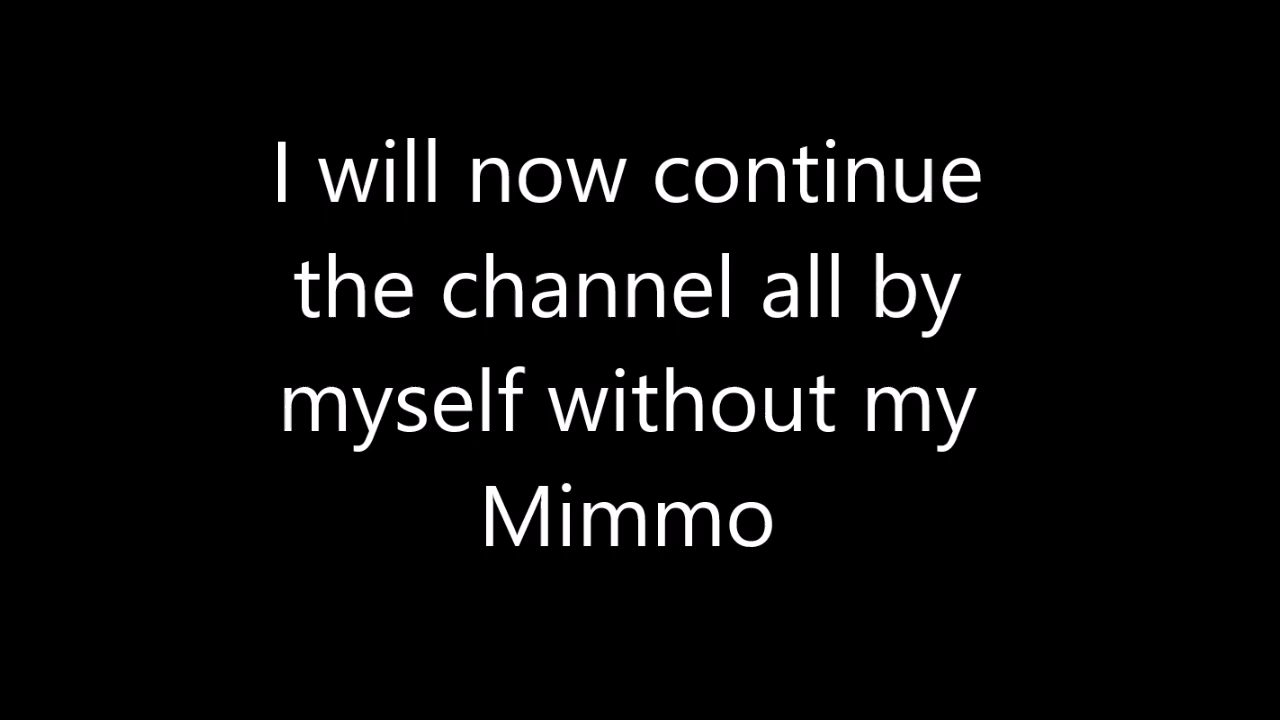 I will now continue
the channel all by
myself without my
Mimmo